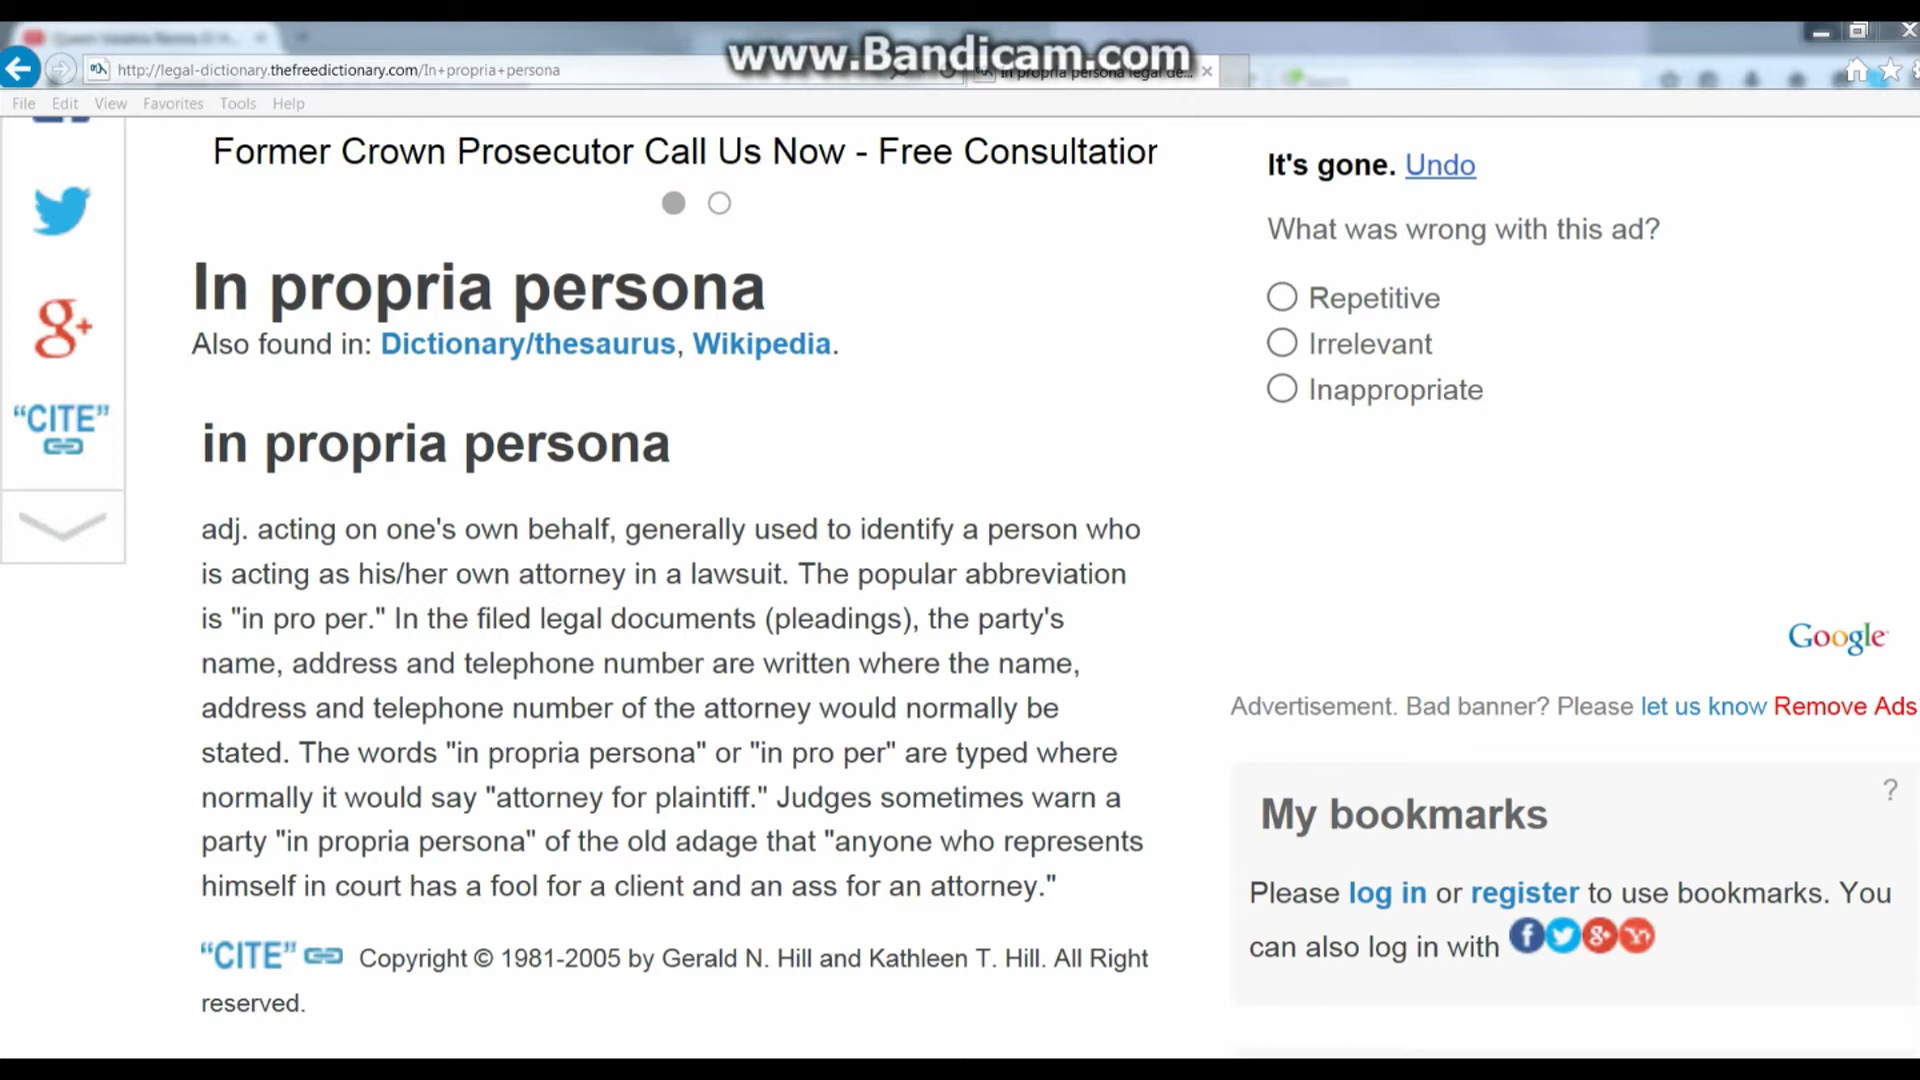 www.Bandicam.com
http://legal-dictionary.thefreedictionary.com/In+propria+persona
In propria persona legal de...
File Edit View Favorites Tools Help
Former Crown Prosecutor Call Us Now - Free Consultation
In propria persona
Also found in: Dictionary/thesaurus, Wikipedia.
"CITE"
in propria persona
adj. acting on one's own behalf, generally used to identify a person who
is acting as his/her own attorney in a lawsuit. The popular abbreviation
is "in pro per." In the filed legal documents (pleadings), the party's
name, address and telephone number are written where the name,
address and telephone number of the attorney would normally be
stated. The words "in propria persona" or "in pro per" are typed where
normally it would say "attorney for plaintiff." Judges sometimes warn a
party "in propria persona" of the old adage that "anyone who represents
himself in court has a fool for a client and an ass for an attorney."
"CITE" Copyright © 1981-2005 by Gerald N. Hill and Kathleen T. Hill. All Right
reserved.
It's gone. Undo
What was wrong with this ad?
Repetitive
Irrelevant
Inappropriate
Google
Advertisement. Bad banner? Please let us know Remove Ads
My bookmarks
?
Please log in or register to use bookmarks. You
can also log in with